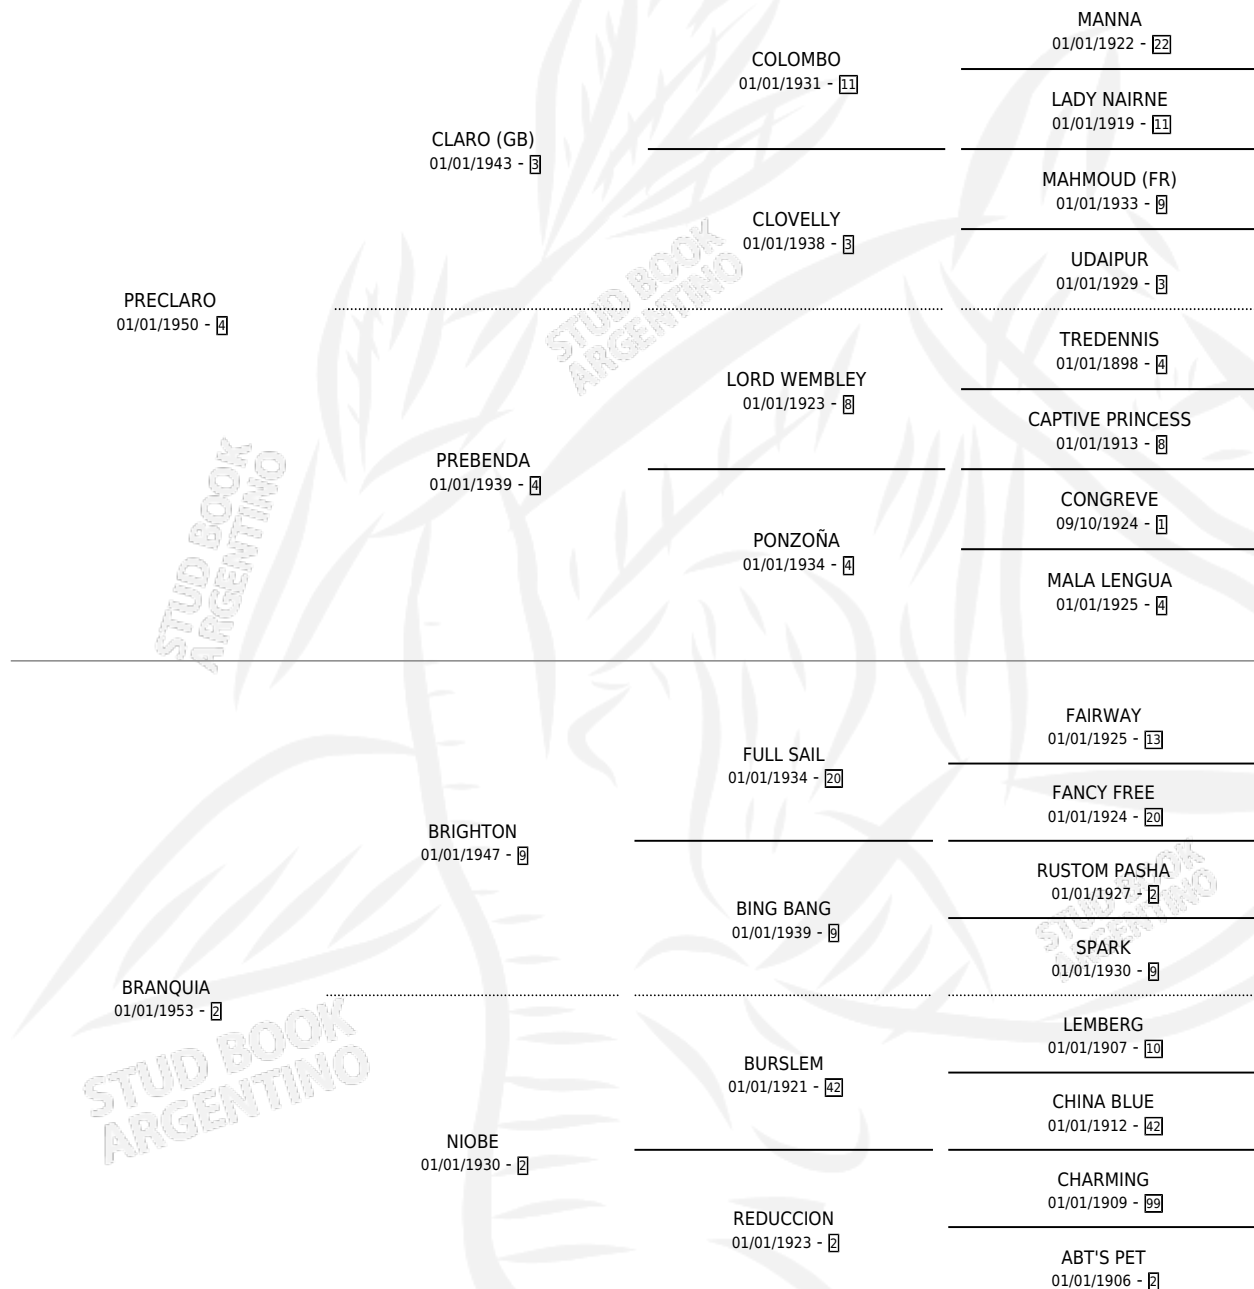 MANNA
01/01/1922 - 22
COLOMBO
01/01/1931 - 11
LADY NAIRNE
01/01/1919 - 11
CLARO (GB)
01/01/1943 - 3
MAHMOUD (FR)
01/01/1933 - 9
CLOVELLY
01/01/1938 - 3
UDAIPUR
01/01/1929 - 3
PRECLARO
01/01/1950 - 4
STUD BOOK
ARGENTINO
TREDENNIS
01/01/1898 - 4
LORD WEMBLEY
01/01/1923 - 8
CAPTIVE PRINCESS
01/01/1913 - 8
PREBENDA
01/01/1939 - 4
CONGREVE
09/10/1924 - 1
PONZOÑA
01/01/1934 - 4
MALA LENGUA
01/01/1925 - 4
STUD BOOK
ARGENTINO
FAIRWAY
01/01/1925 - 13
FULL SAIL
01/01/1934 - 20
FANCY FREE
01/01/1924 - 20
BRIGHTON
01/01/1947 - 9
RUSTOM PASHA
01/01/1927 - 2
BING BANG
01/01/1939 - 9
SPARK
01/01/1930 - 9
STUD BOOK
ARGENTINO
BRANQUIA
01/01/1953 - 2
STUD BOOK
ARGENTINO
LEMBERG
01/01/1907 - 10
BURSLEM
01/01/1921 - 42
CHINA BLUE
01/01/1912 - 42
NIOBE
01/01/1930 - 2
CHARMING
01/01/1909 - 99
REDUCCION
01/01/1923 - 2
ABT'S PET
01/01/1906 - 2